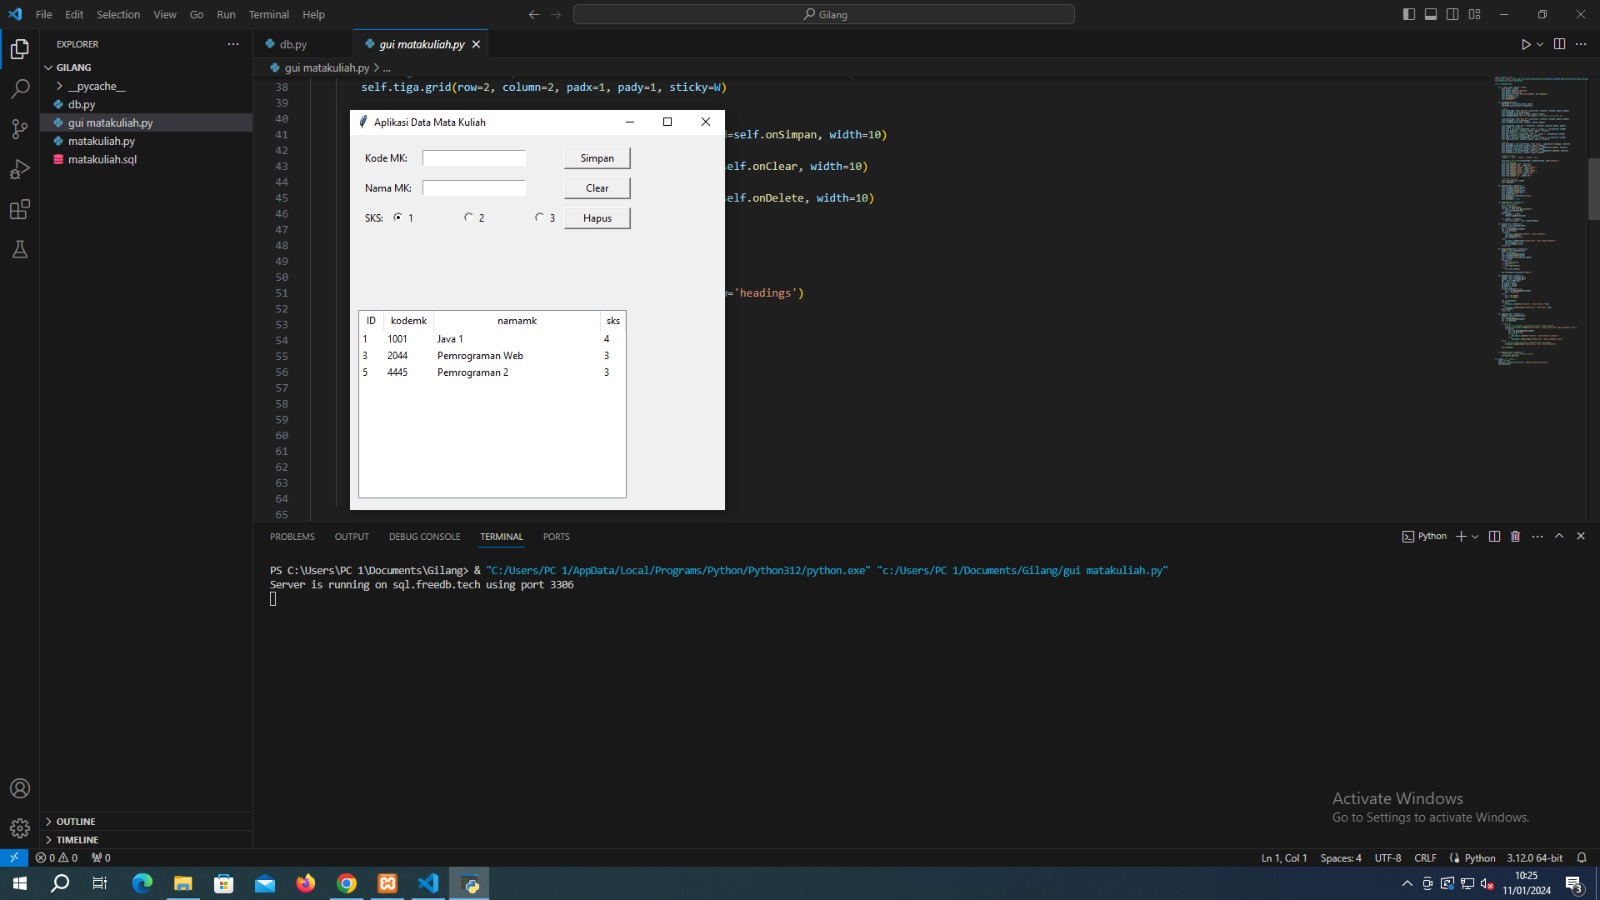 File Edit Selection View Go Run Terminal Help
Gilang
EXPLORER
GILANG
__pycache__
db.py
gui matakuliah.py
matakuliah.py
matakuliah.sql
OUTLINE
TIMELINE
db.py
gui matakuliah.py
gui matakuliah.py > ...
38 self.tiga.grid(row=2, column=2, padx=1, pady=1, sticky=W)
39
40
41 =self.onSimpan, width=10)
42
43 elf.onClear, width=10)
44
45 self.onDelete, width=10)
46
47
48
49
50
51 ='headings')
52
53
54
55
56
57
58
59
60
61
62
63
64
65
Aplikasi Data Mata Kuliah
Kode MK: Simpan
Nama MK: Clear
SKS: 1 2 3 Hapus
ID kodemk namamk sks
1 1001 Java 1 4
3 2044 Pemrograman Web 3
5 4445 Pemrograman 2 3
PROBLEMS OUTPUT DEBUG CONSOLE TERMINAL PORTS
Python
PS C:\Users\PC 1\Documents\Gilang> & "C:/Users/PC 1/AppData/Local/Programs/Python/Python312/python.exe" "c:/Users/PC 1/Documents/Gilang/gui matakuliah.py"
Server is running on sql.freedb.tech using port 3306
Activate Windows
Go to Settings to activate Windows.
0 0 0
Ln 1, Col 1 Spaces: 4 UTF-8 CRLF Python 3.12.0 64-bit
10:25
11/01/2024
3